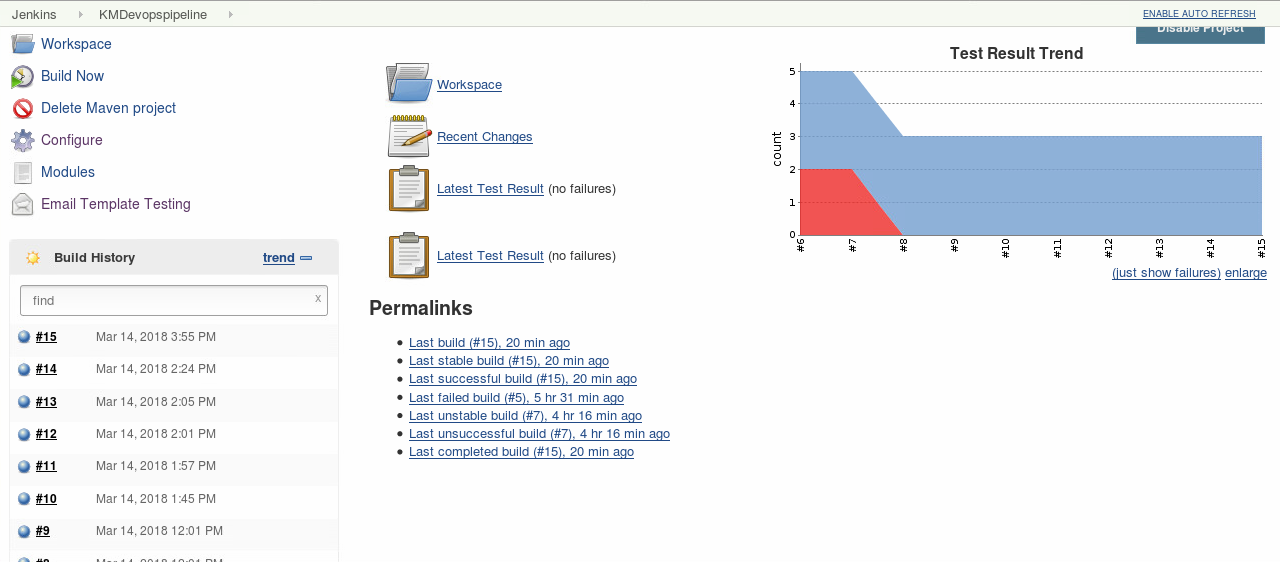 Jenkins KMDevopspipeline ENABLE AUTO REFRESH
Disable Project
Workspace
Build Now
Delete Maven project
Configure
Modules
Email Template Testing
Build History trend
find x
#15 Mar 14, 2018 3:55 PM
#14 Mar 14, 2018 2:24 PM
#13 Mar 14, 2018 2:05 PM
#12 Mar 14, 2018 2:01 PM
#11 Mar 14, 2018 1:57 PM
#10 Mar 14, 2018 1:45 PM
#9 Mar 14, 2018 12:01 PM
Workspace
Recent Changes
Latest Test Result (no failures)
Latest Test Result (no failures)
Permalinks
Last build (#15), 20 min ago
Last stable build (#15), 20 min ago
Last successful build (#15), 20 min ago
Last failed build (#5), 5 hr 31 min ago
Last unstable build (#7), 4 hr 16 min ago
Last unsuccessful build (#7), 4 hr 16 min ago
Last completed build (#15), 20 min ago
Test Result Trend
count
5
4
3
2
1
0
#6 #7 #8 #9 #10 #11 #12 #13 #14 #15
(just show failures) enlarge